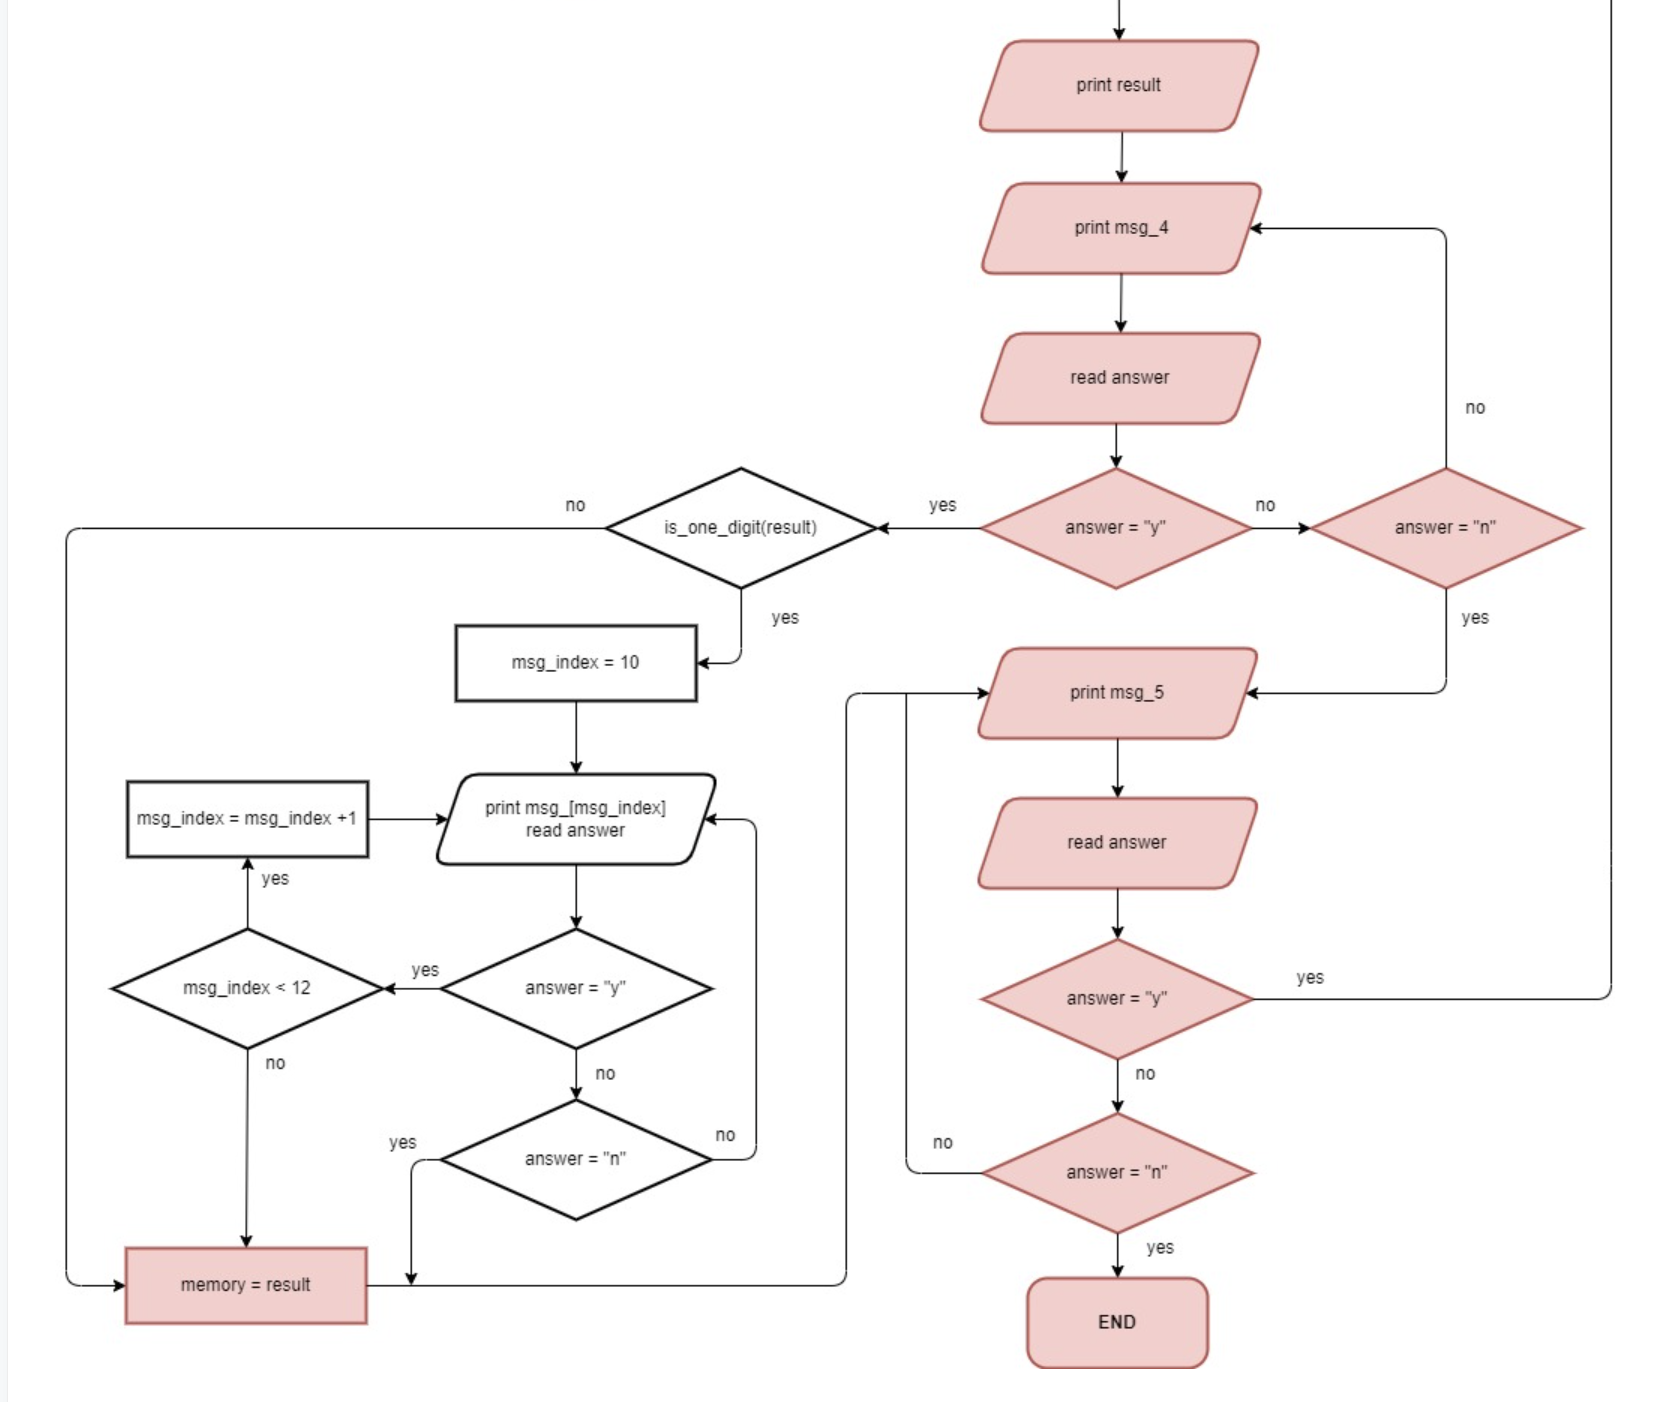 print result
print msg_4
read answer
no
no
is_one_digit(result)
yes
answer = "y"
no
answer = "n"
yes
yes
msg_index = 10
print msg_5
msg_index = msg_index +1
print msg_[msg_index]
read answer
read answer
yes
msg_index < 12
yes
answer = "y"
answer = "y"
yes
no
no
no
yes
answer = "n"
no
no
answer = "n"
yes
memory = result
END